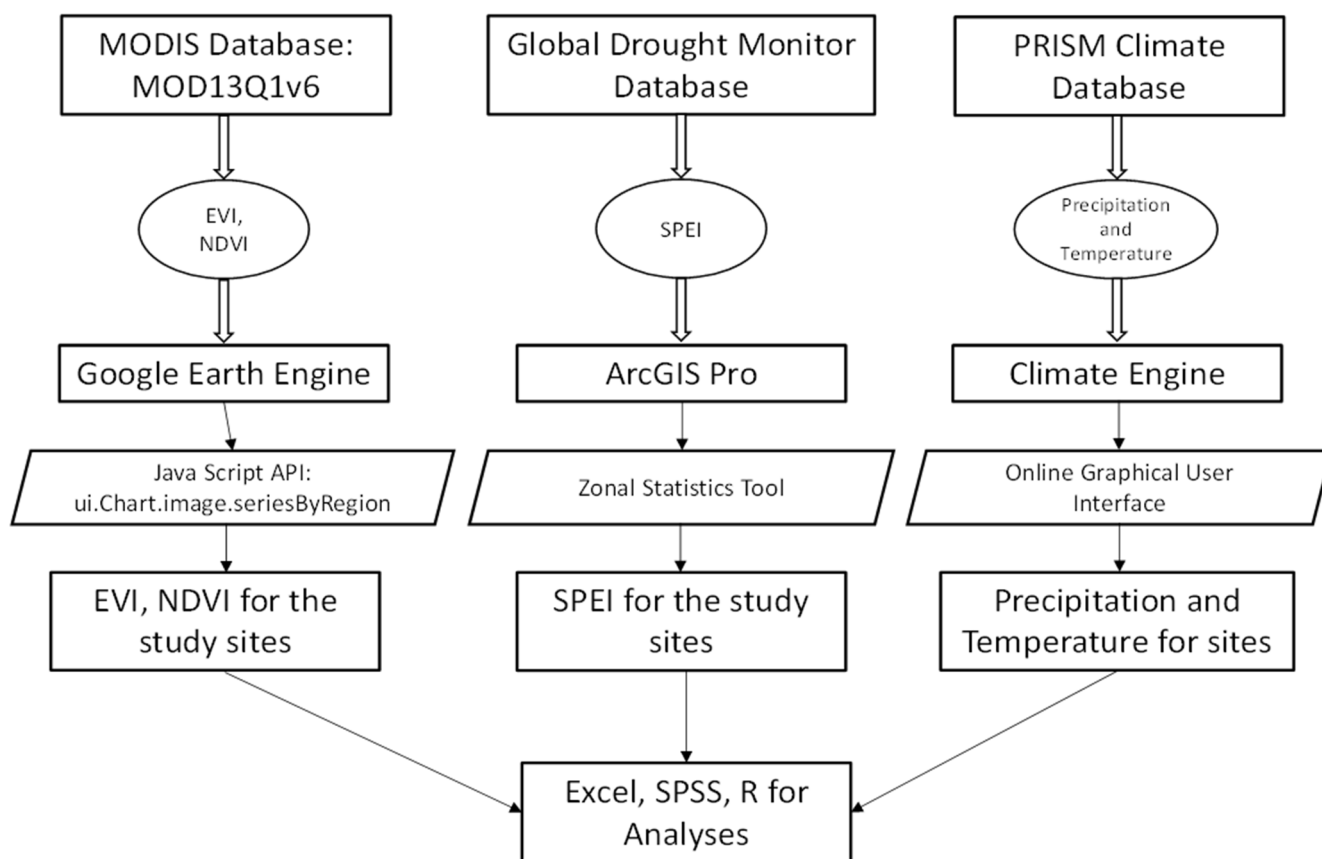 MODIS Database:
MOD13Q1v6
Global Drought Monitor
Database
PRISM Climate
Database
EVI,
NDVI
SPEI
Precipitation
and
Temperature
Google Earth Engine
ArcGIS Pro
Climate Engine
Java Script API:
ui.Chart.image.seriesByRegion
Zonal Statistics Tool
Online Graphical User
Interface
EVI, NDVI for the
study sites
SPEI for the study
sites
Precipitation and
Temperature for sites
Excel, SPSS, R for
Analyses